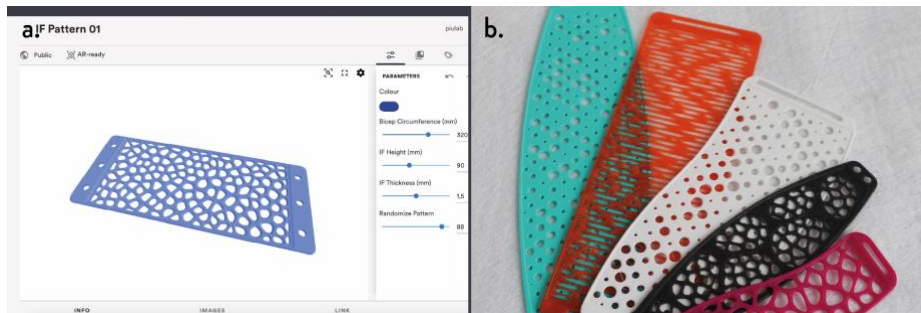 a. IF Pattern 01
piulab
Public
AR-ready
PARAMETERS
Colour
Bicep Circumference (mm)
320
IF Height (mm)
90
IF Thickness (mm)
1,5
Randomize Pattern
88
INFO
IMAGES
LINK
b.